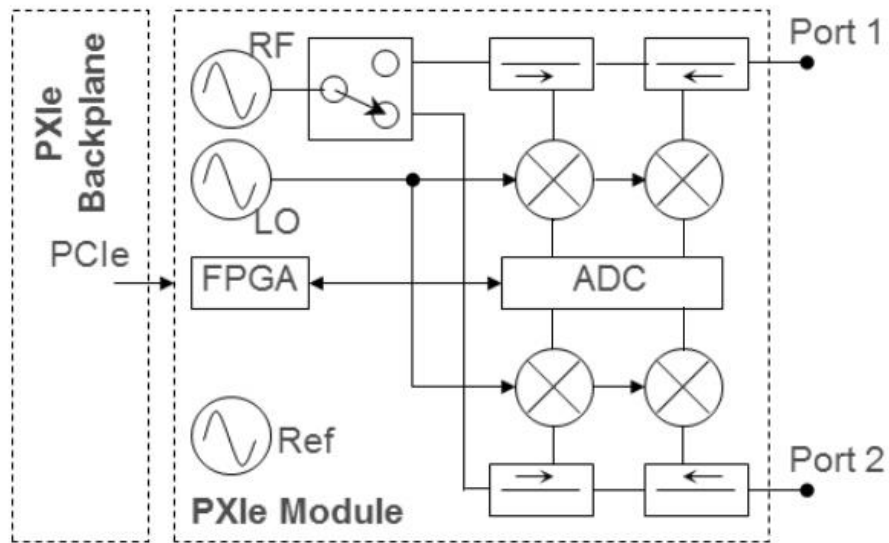 PXIe
Backplane
PCIe
RF
LO
FPGA
Ref
PXIe Module
ADC
Port 1
Port 2